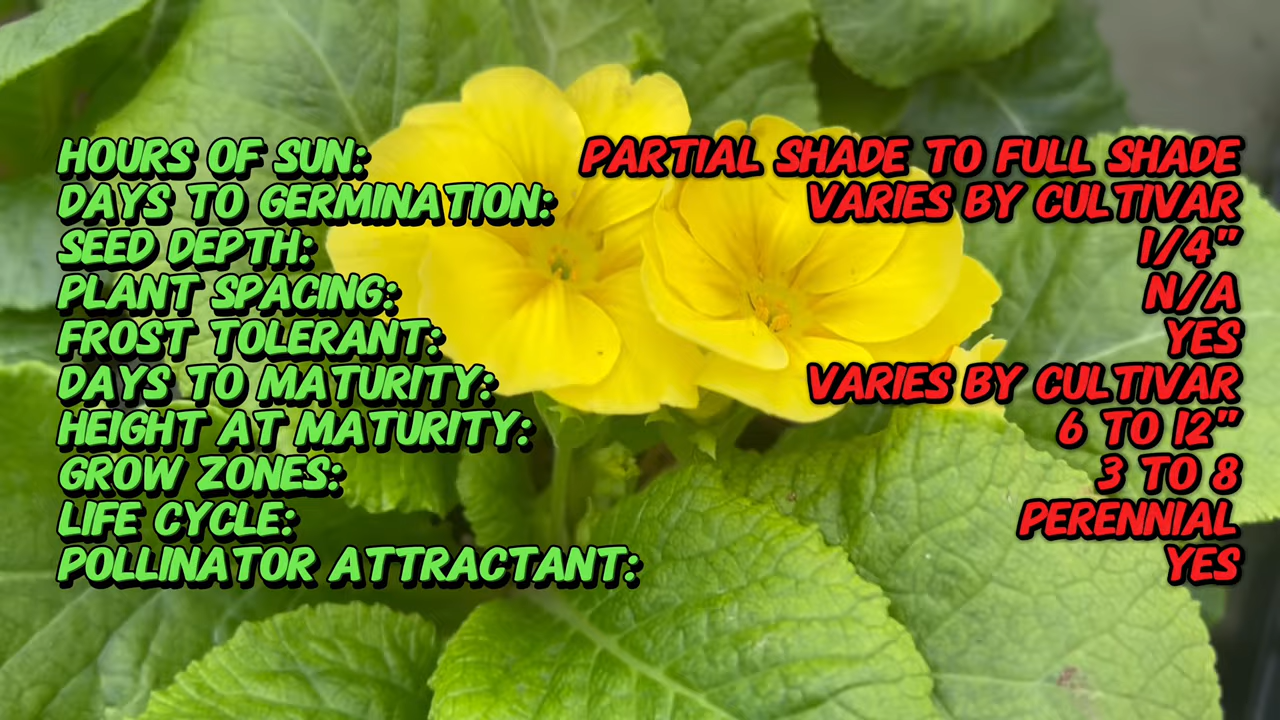 HOURS OF SUN: PARTIAL SHADE TO FULL SHADE
DAYS TO GERMINATION: VARIES BY CULTIVAR
SEED DEPTH: 1/4"
PLANT SPACING: N/A
FROST TOLERANT: YES
DAYS TO MATURITY: VARIES BY CULTIVAR
HEIGHT AT MATURITY: 6 TO 12"
GROW ZONES: 3 TO 8
LIFE CYCLE: PERENNIAL
POLLINATOR ATTRACTANT: YES